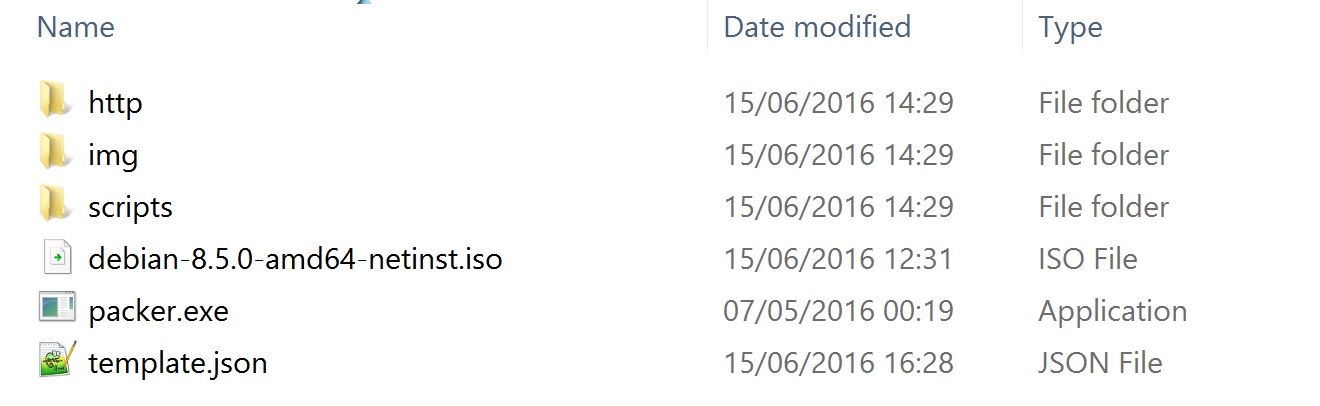 Name Date modified Type
http 15/06/2016 14:29 File folder
img 15/06/2016 14:29 File folder
scripts 15/06/2016 14:29 File folder
debian-8.5.0-amd64-netinst.iso 15/06/2016 12:31 ISO File
packer.exe 07/05/2016 00:19 Application
template.json 15/06/2016 16:28 JSON File